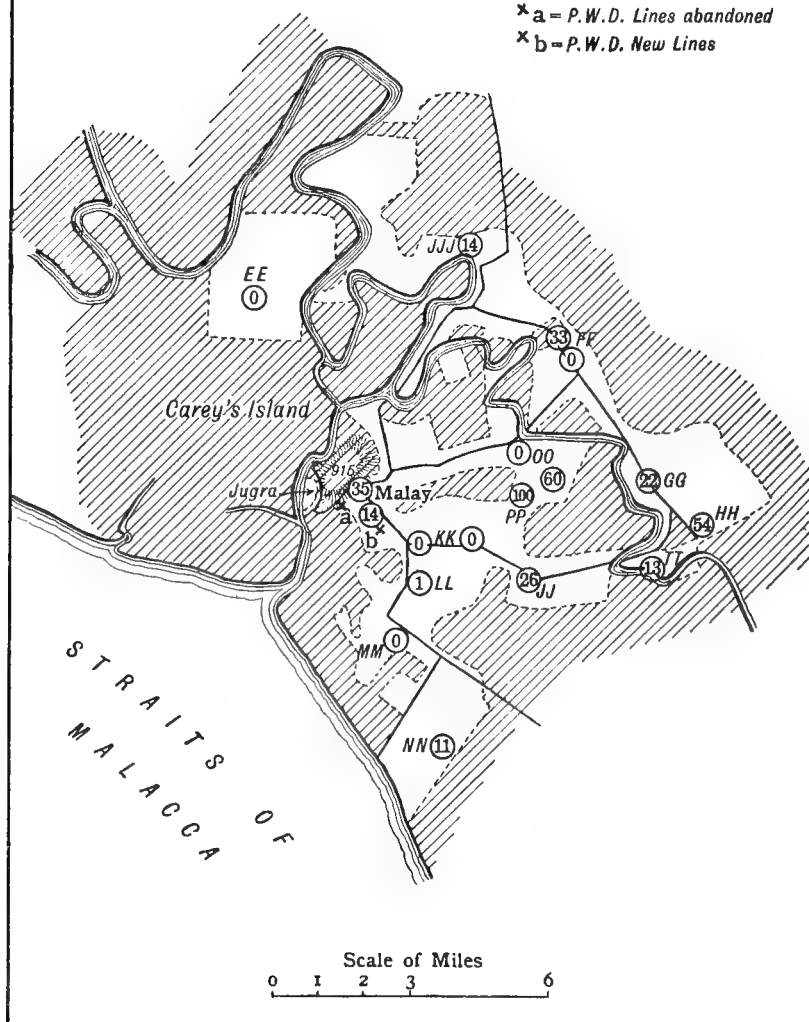 × a = P.W.D. Lines abandoned
× b = P.W.D. New Lines
JJJ 14
EE
0
33 FF
0
Carey's Island
915
0 OO
Jugra
35 Malay
60
22 GG
100
PP
a
14
b
54 HH
0 KK 0
13
1 LL
26 JJ
MM 0
NN 11
STRAITS OF
MALACCA
Scale of Miles
0 1 2 3 6